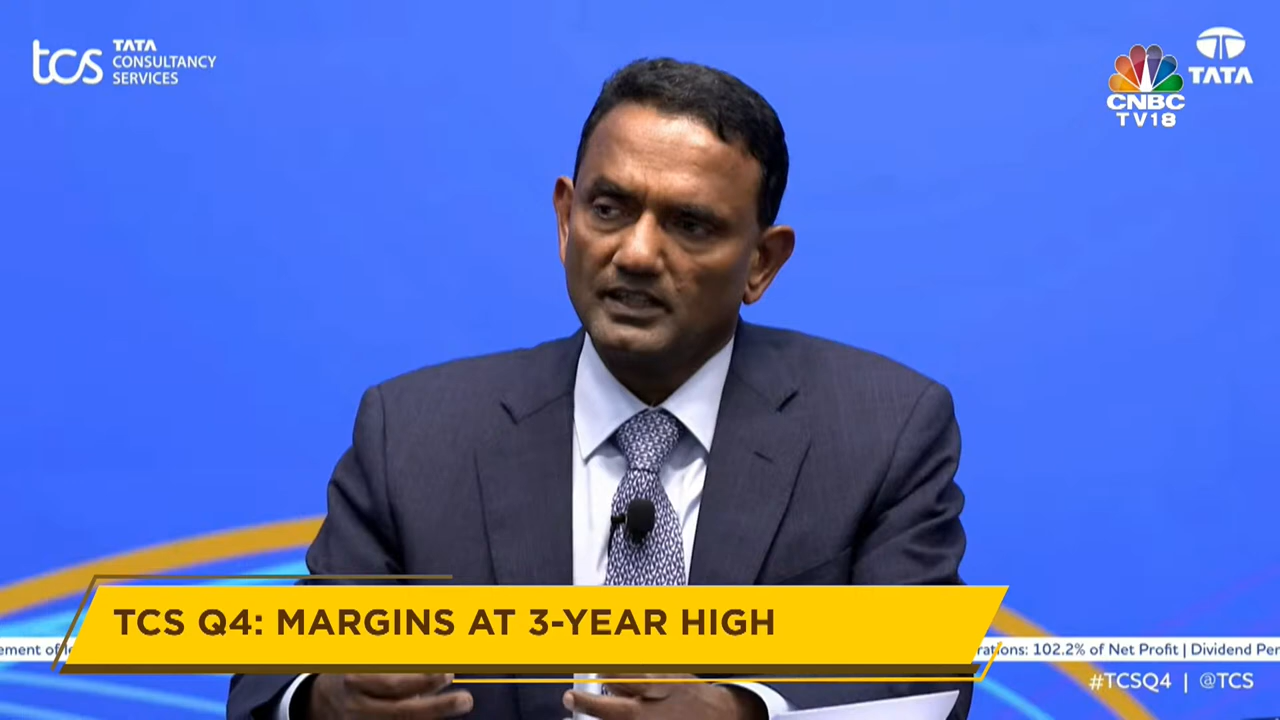 tcs TATA
CONSULTANCY
SERVICES
TATA
CNBC
TV18
TCS Q4: MARGINS AT 3-YEAR HIGH
ement of
rations: 102.2% of Net Profit | Dividend Per
#TCSQ4 | @TCS